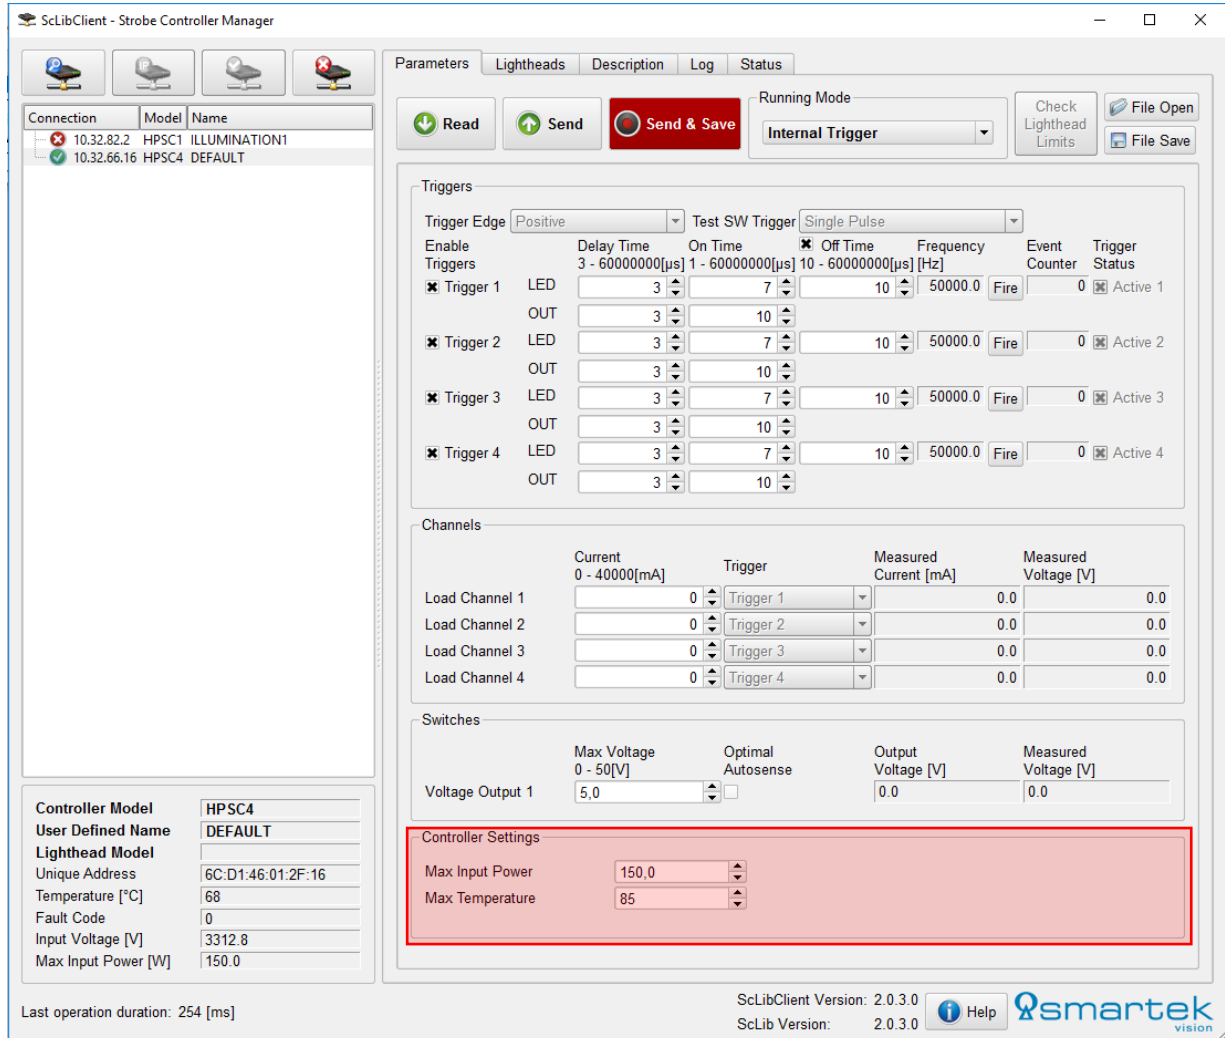 ScLibClient - Strobe Controller Manager
Parameters Lightheads Description Log Status
Read Send Send & Save
Running Mode
Internal Trigger
Check Lighthead Limits
File Open
File Save
Connection Model Name
10.32.82.2 HPSC1 ILLUMINATION1
10.32.66.16 HPSC4 DEFAULT
Triggers
Trigger Edge Positive Test SW Trigger Single Pulse
Enable Delay Time On Time Off Time Frequency Event Trigger
Triggers 3 - 60000000[µs] 1 - 60000000[µs] 10 - 60000000[µs] [Hz] Counter Status
Trigger 1 LED 3 7 10 50000.0 Fire 0 Active 1
OUT 3 10
Trigger 2 LED 3 7 10 50000.0 Fire 0 Active 2
OUT 3 10
Trigger 3 LED 3 7 10 50000.0 Fire 0 Active 3
OUT 3 10
Trigger 4 LED 3 7 10 50000.0 Fire 0 Active 4
OUT 3 10
Channels
Current Trigger Measured Measured
0 - 40000[mA] Current [mA] Voltage [V]
Load Channel 1 0 Trigger 1 0.0 0.0
Load Channel 2 0 Trigger 2 0.0 0.0
Load Channel 3 0 Trigger 3 0.0 0.0
Load Channel 4 0 Trigger 4 0.0 0.0
Switches
Max Voltage Optimal Output Measured
0 - 50[V] Autosense Voltage [V] Voltage [V]
Voltage Output 1 5,0 0.0 0.0
Controller Settings
Max Input Power 150,0
Max Temperature 85
Controller Model HPSC4
User Defined Name DEFAULT
Lighthead Model
Unique Address 6C:D1:46:01:2F:16
Temperature [°C] 68
Fault Code 0
Input Voltage [V] 3312.8
Max Input Power [W] 150.0
Last operation duration: 254 [ms]
ScLibClient Version: 2.0.3.0
ScLib Version: 2.0.3.0
Help
smartek
vision